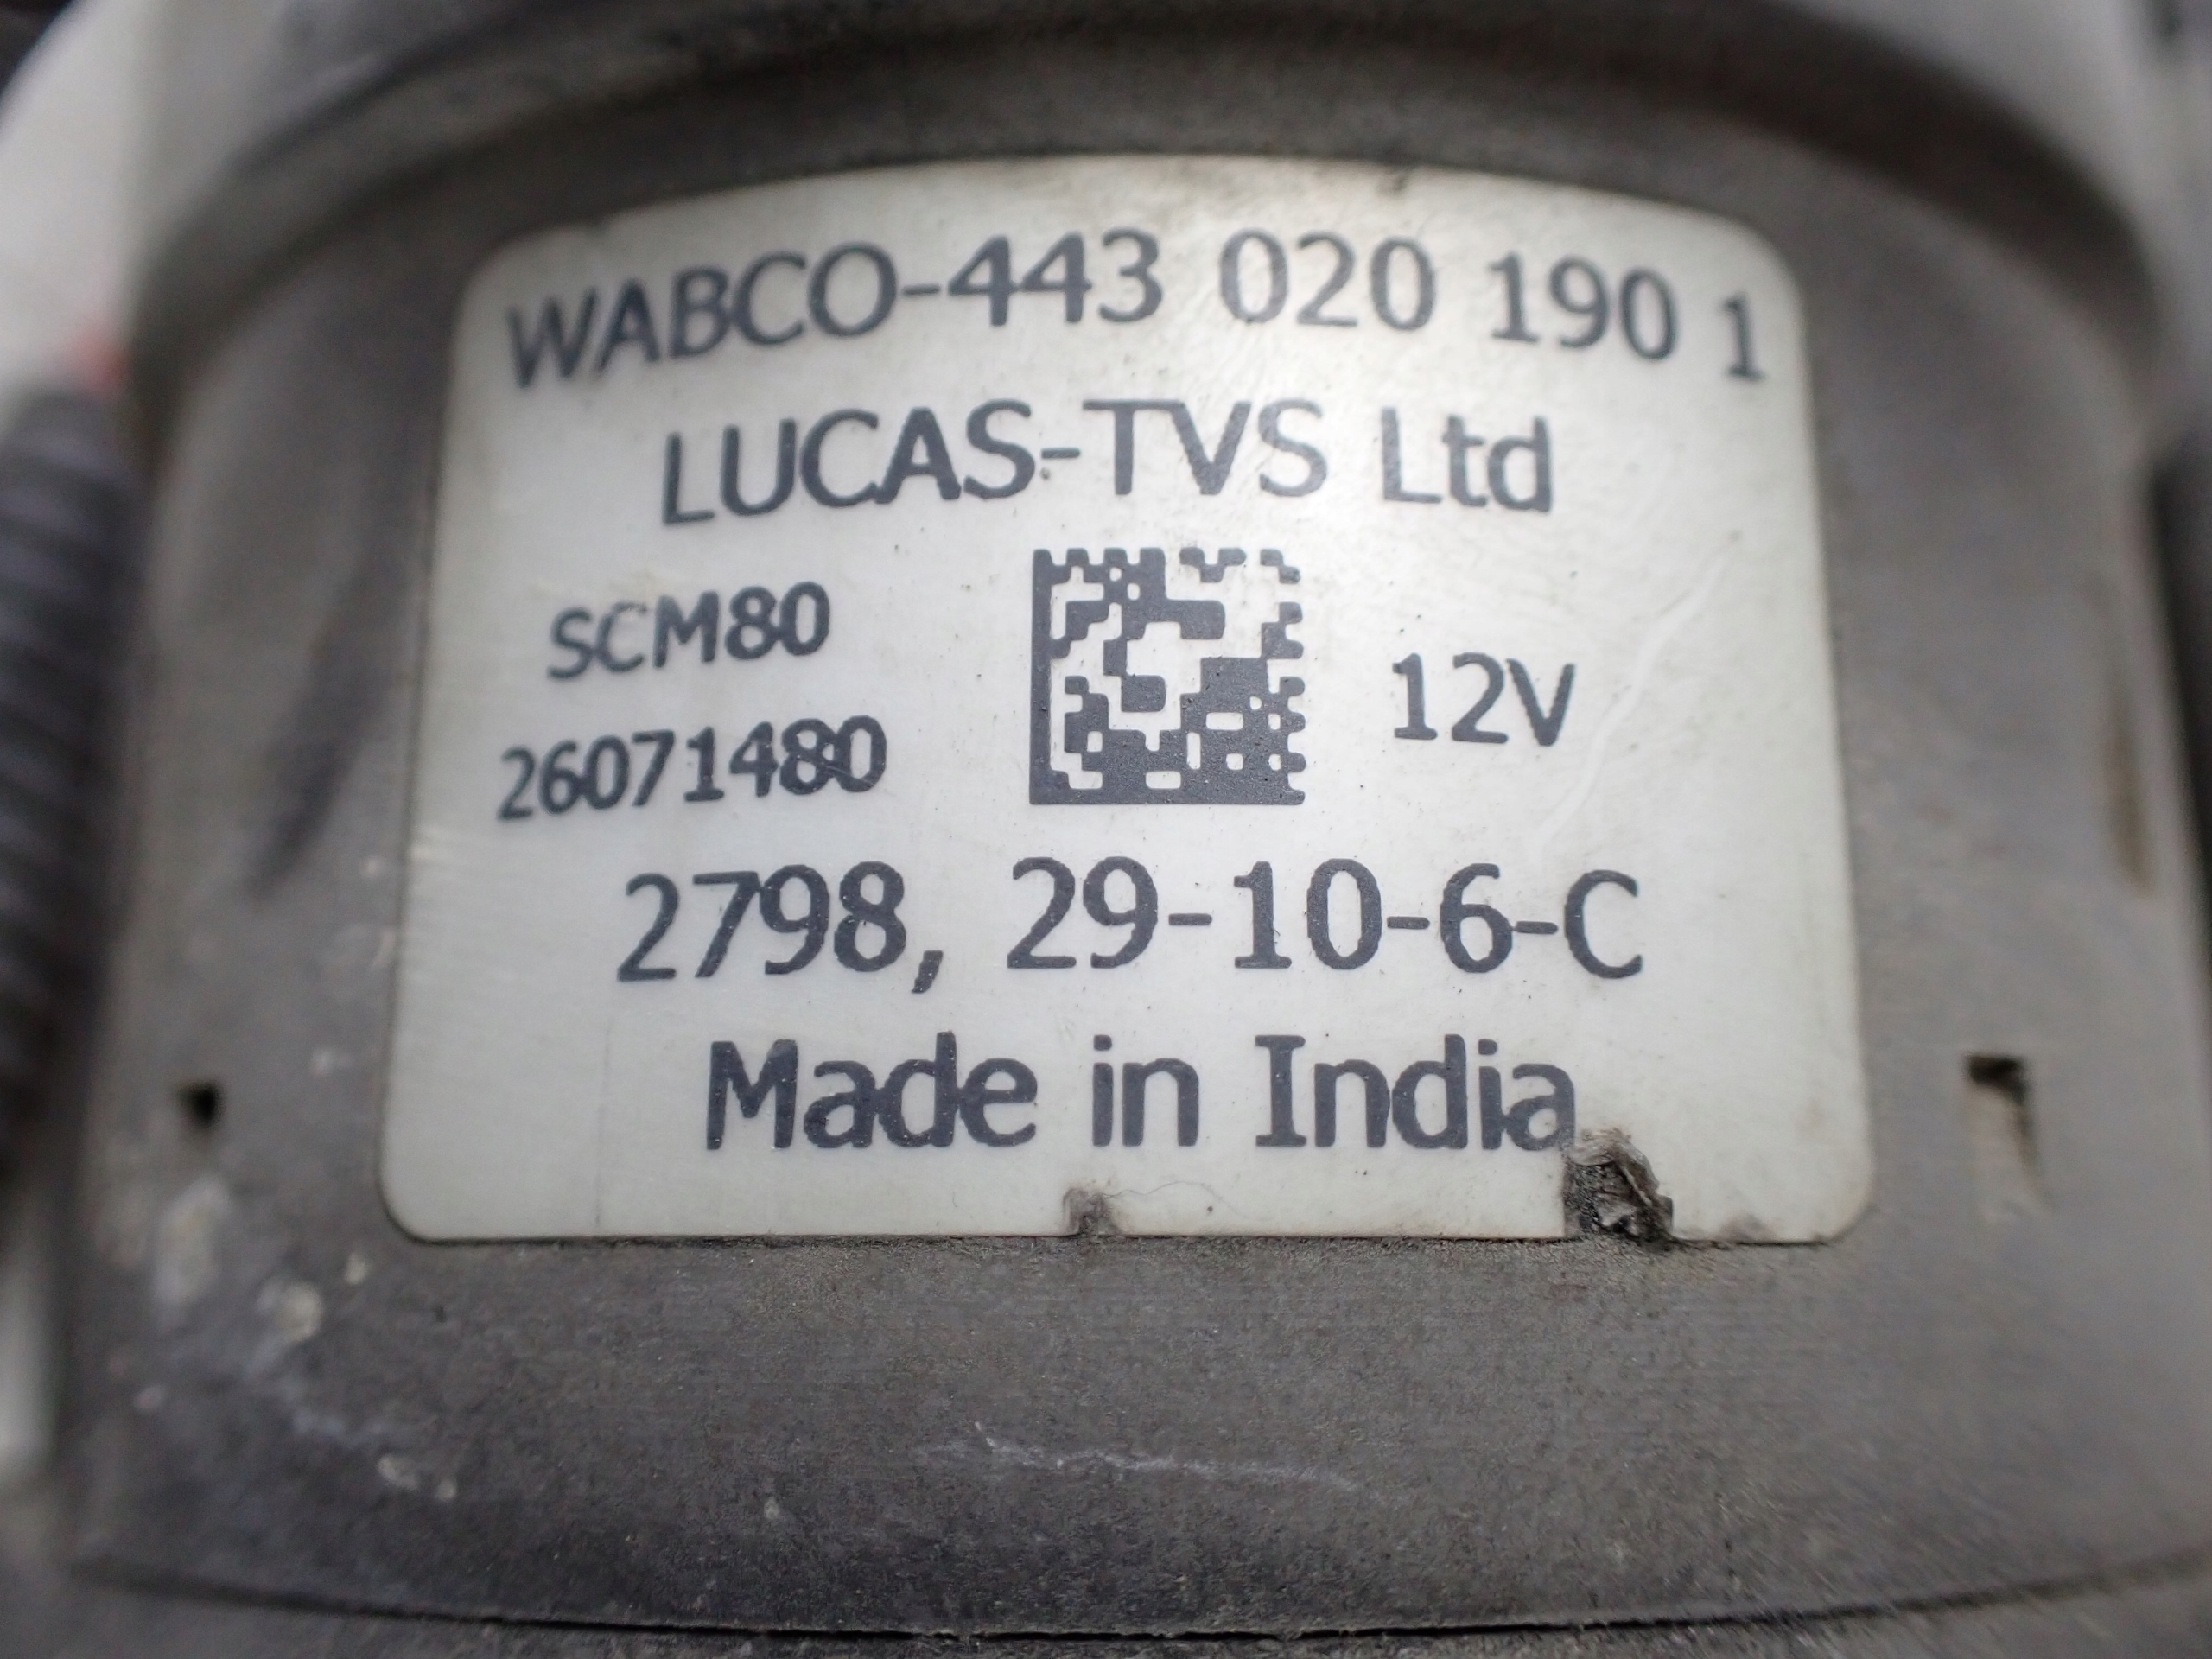 WABCO-443 020 190 1
LUCAS-TVS Ltd
SCM80
12V
26071480
2798, 29-10-6-C
Made in India